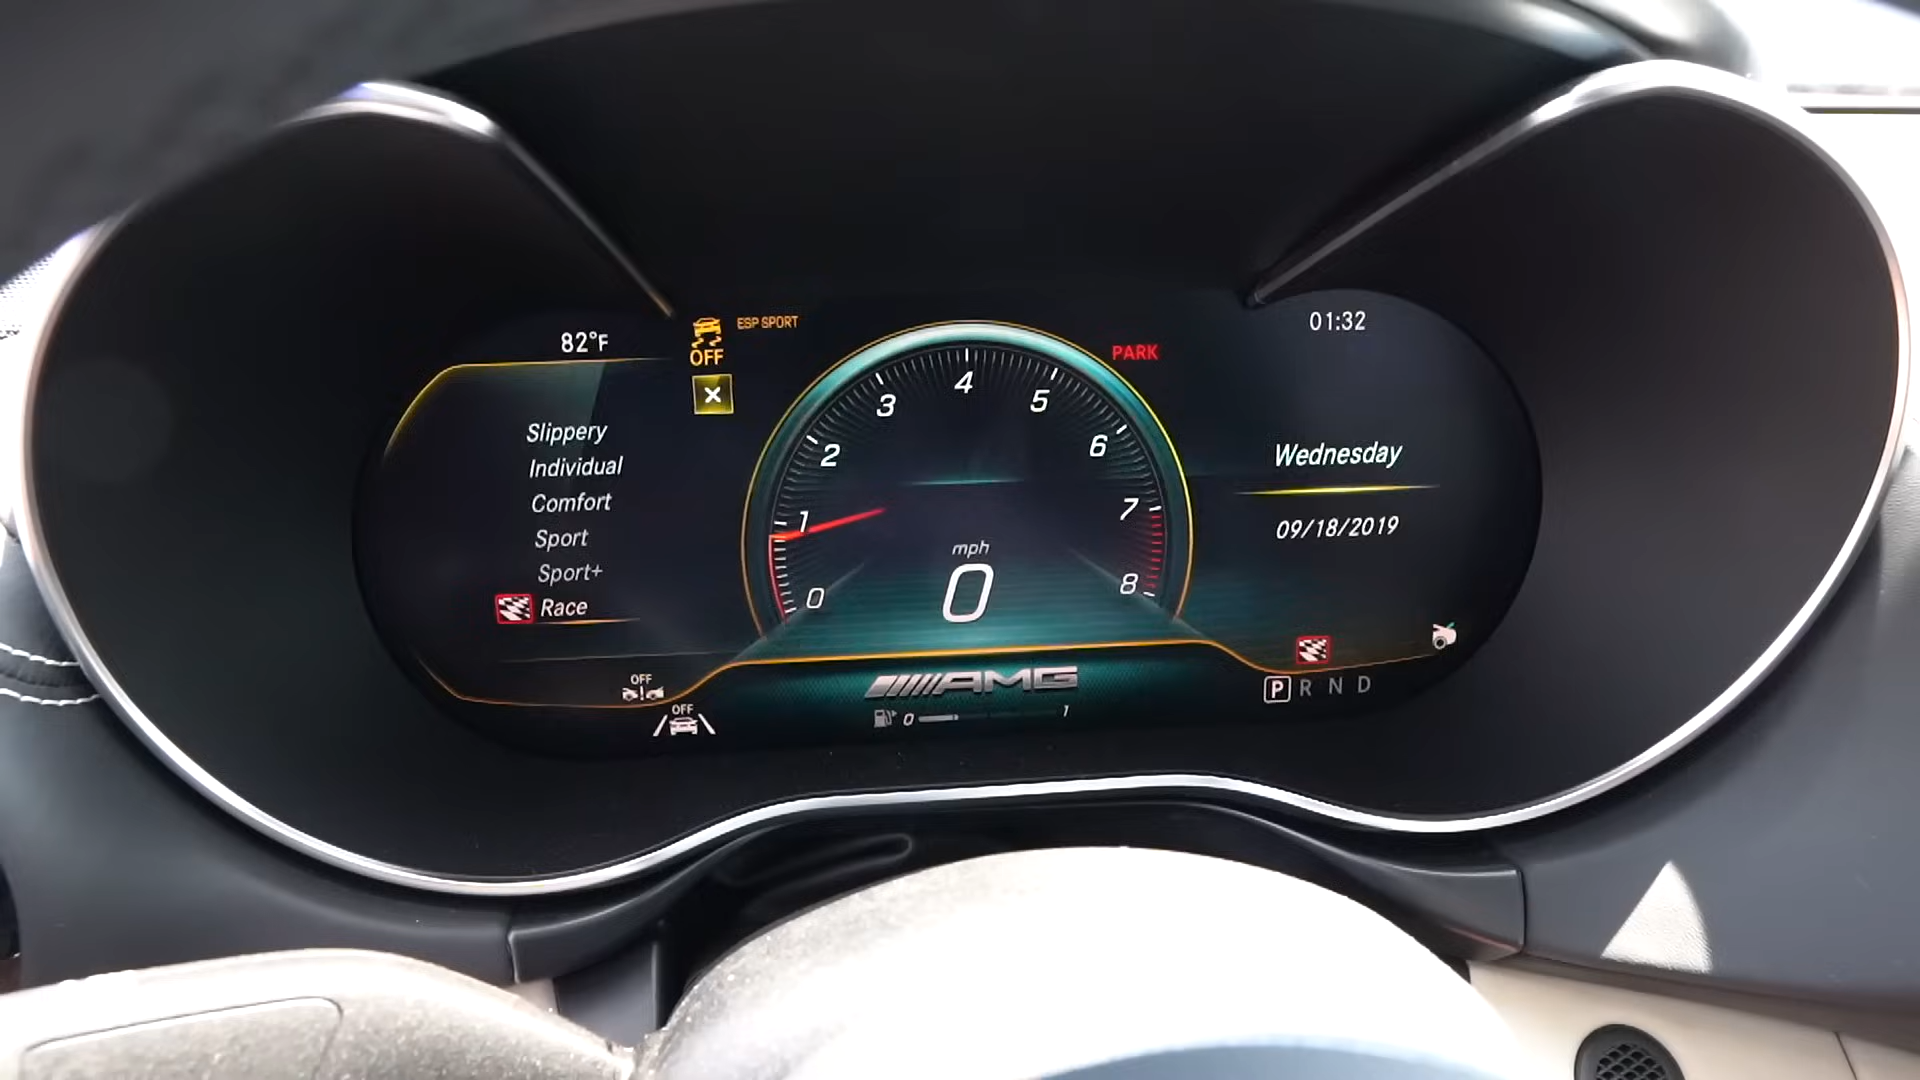 82°F
OFF
ESP SPORT
PARK
01:32
Slippery
Individual
Comfort
Sport
Sport+
Race
0
1
2
3
4
5
6
7
8
mph
0
Wednesday
09/18/2019
OFF
OFF
AMG
0 1
P R N D